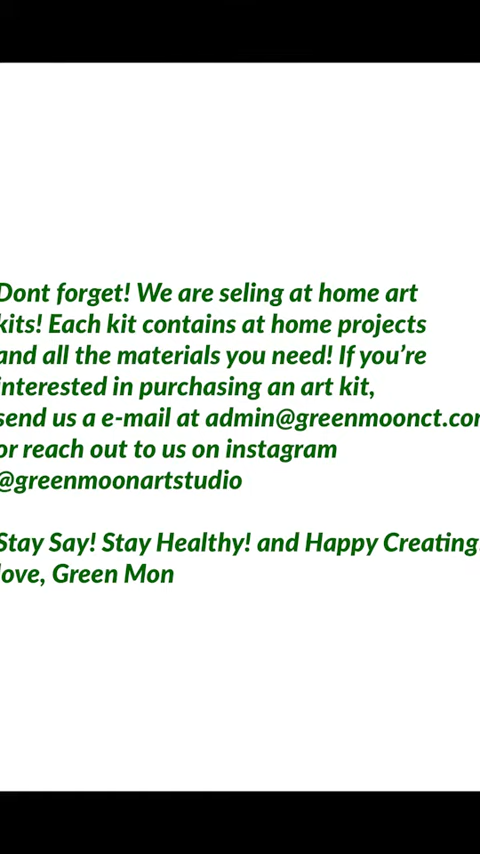 Dont forget! We are seling at home art
kits! Each kit contains at home projects
and all the materials you need! If you're
interested in purchasing an art kit,
send us a e-mail at admin@greenmoonct.com
or reach out to us on instagram
@greenmoonartstudio
Stay Say! Stay Healthy! and Happy Creating!
love, Green Mon